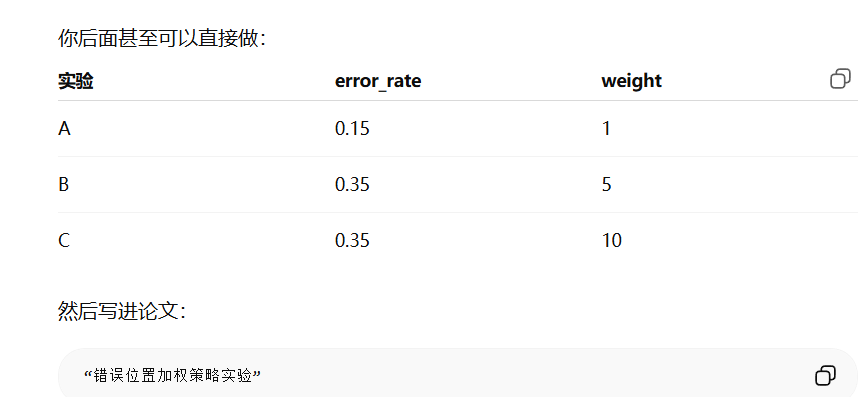 你后面甚至可以直接做：
实验 error_rate weight
A 0.15 1
B 0.35 5
C 0.35 10
然后写进论文：
“错误位置加权策略实验”